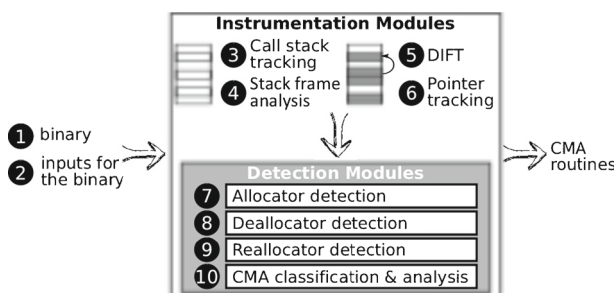 Instrumentation Modules
3 Call stack
tracking
4 Stack frame
analysis
5 DIFT
6 Pointer
tracking
1 binary
2 inputs for
the binary
CMA
routines
Detection Modules
7 Allocator detection
8 Deallocator detection
9 Reallocator detection
10 CMA classification & analysis